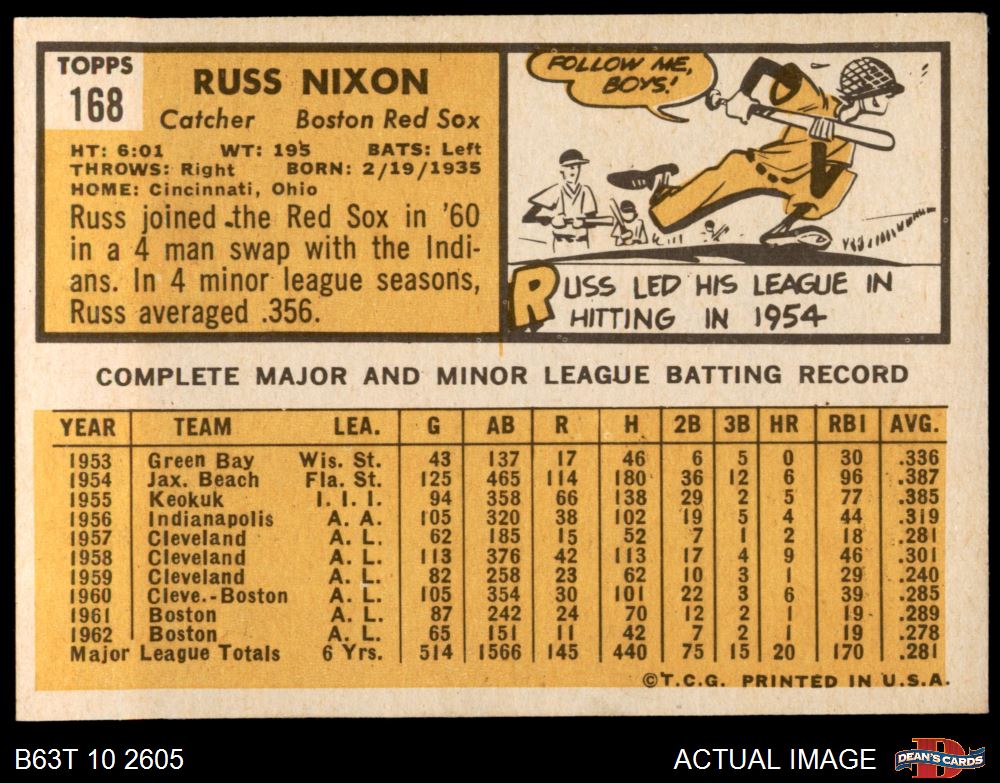 TOPPS
168
RUSS NIXON
Catcher Boston Red Sox
HT: 6:01 WT: 195 BATS: Left
THROWS: Right BORN: 2/19/1935
HOME: Cincinnati, Ohio
Russ joined the Red Sox in '60
in a 4 man swap with the Indi-
ans. In 4 minor league seasons,
Russ averaged .356.
FOLLOW ME,
BOYS!
RUSS LED HIS LEAGUE IN
HITTING IN 1954
COMPLETE MAJOR AND MINOR LEAGUE BATTING RECORD
YEAR TEAM LEA. G AB R H 2B 3B HR RBI AVG.
1953 Green Bay Wis. St. 43 137 17 46 6 5 0 30 .336
1954 Jax. Beach Fla. St. 125 465 114 180 36 12 6 96 .387
1955 Keokuk I. I. I. 94 358 66 138 29 2 5 77 .385
1956 Indianapolis A. A. 105 320 38 102 19 5 4 44 .319
1957 Cleveland A. L. 62 185 15 52 7 1 2 18 .281
1958 Cleveland A. L. 113 376 42 113 17 4 9 46 .301
1959 Cleveland A. L. 82 258 23 62 10 3 1 29 .240
1960 Cleve.-Boston A. L. 105 354 30 101 22 3 6 39 .285
1961 Boston A. L. 87 242 24 70 12 2 1 19 .289
1962 Boston A. L. 65 151 11 42 7 2 1 19 .278
Major League Totals 6 Yrs. 514 1566 145 440 75 15 20 170 .281
©T.C.G. PRINTED IN U.S.A.
B63T 10 2605
ACTUAL IMAGE
DEAN'S CARDS